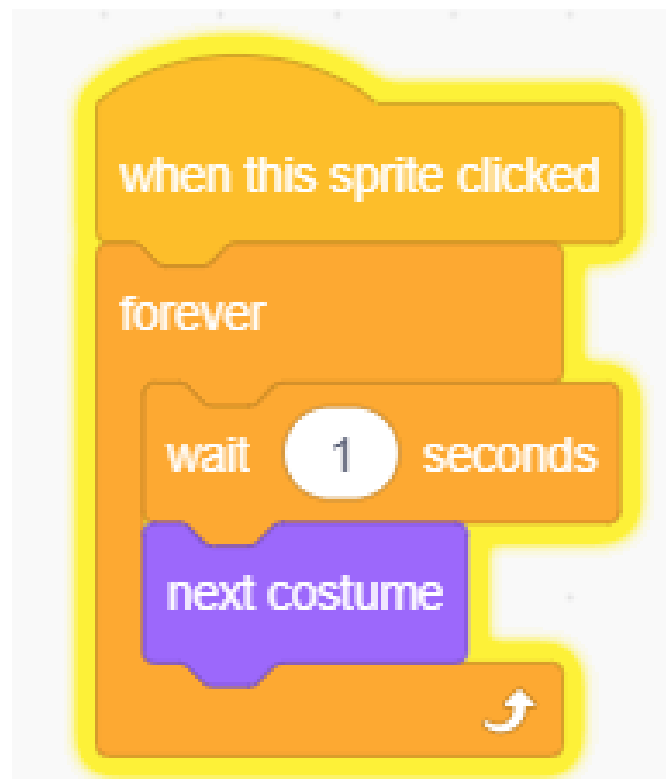 when this sprite clicked
forever
wait 1 seconds
next costume